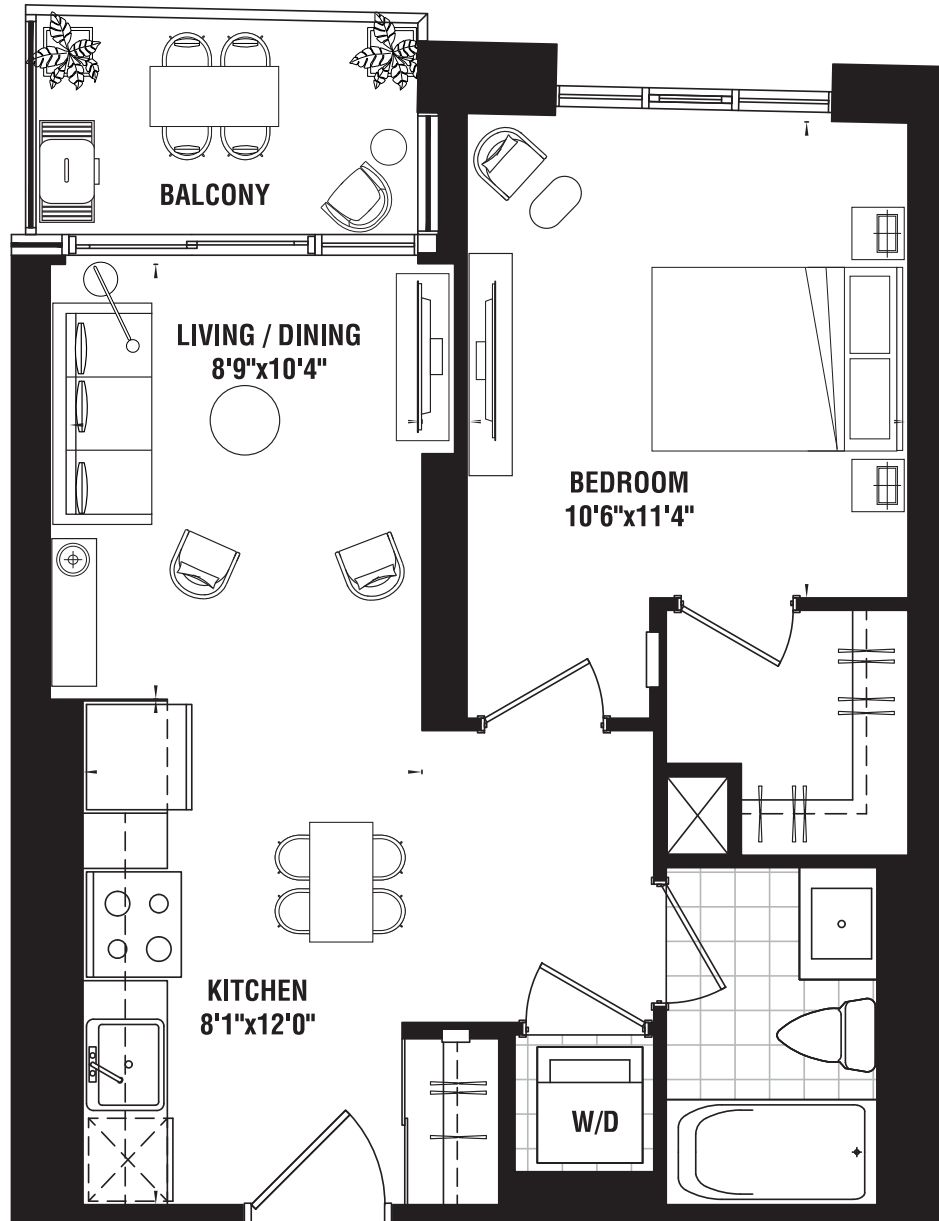 BALCONY
LIVING / DINING
8'9"x10'4"
BEDROOM
10'6"x11'4"
KITCHEN
8'1"x12'0"
W/D